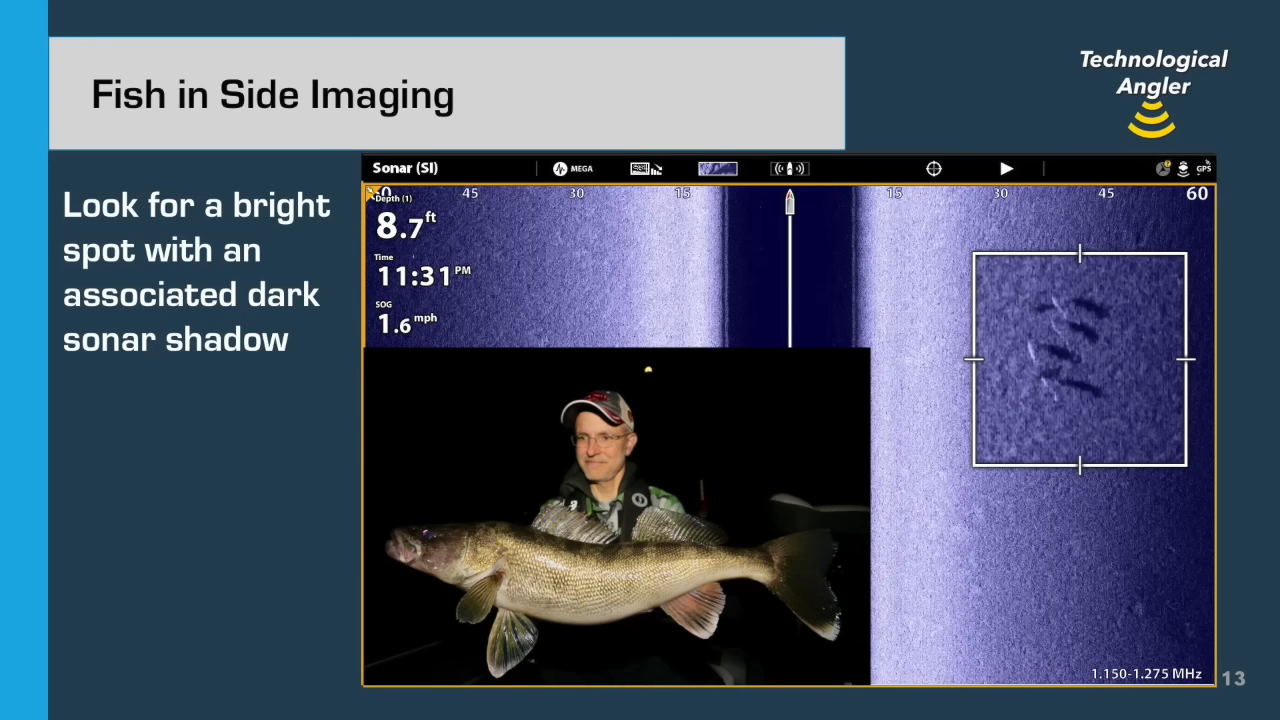 Fish in Side Imaging
Technological
Angler
Look for a bright
spot with an
associated dark
sonar shadow
Sonar (SI)
MEGA
GPS
45
30
15
15
30
45
60
Depth (1)
8.7 ft
Time
11:31 PM
SOG
1.6 mph
1.150-1.275 MHz
13